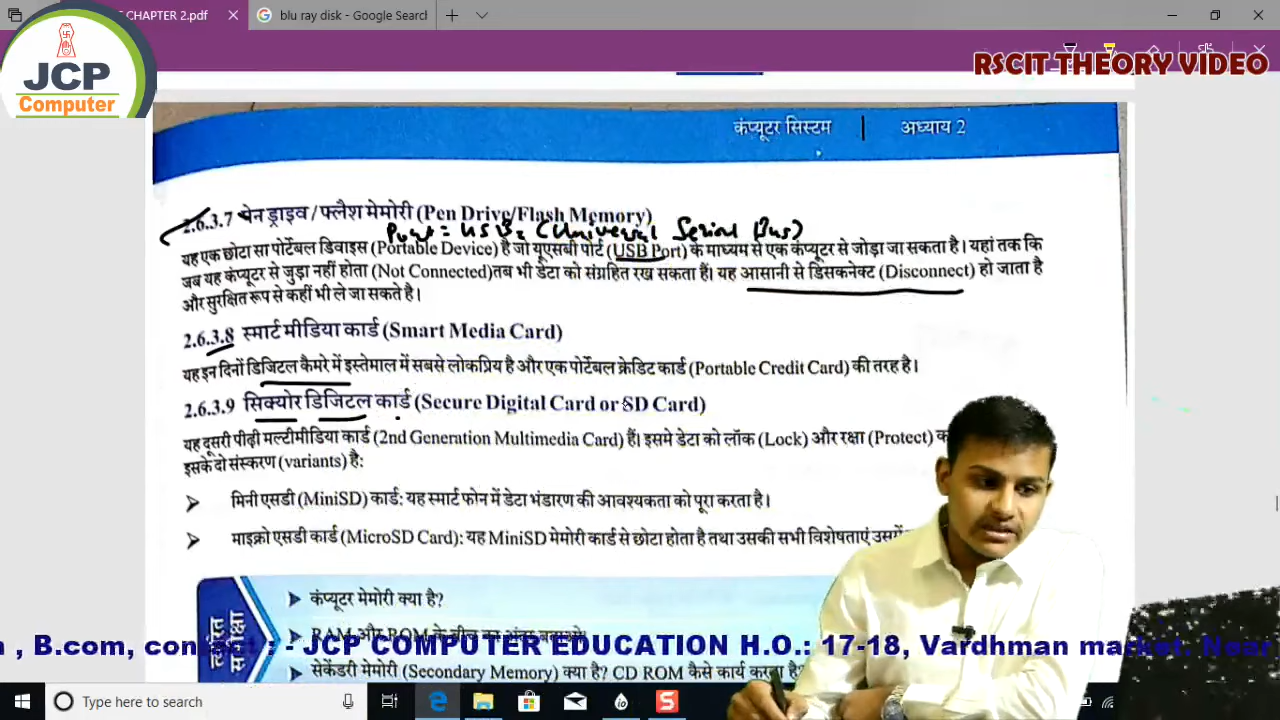 CHAPTER 2.pdf
blu ray disk - Google Search
JCP
Computer
RSCIT THEORY VIDEO
कंप्यूटर सिस्टम | अध्याय 2
2.6.3.7 पेन ड्राइव / फ्लैश मेमोरी (Pen Drive/Flash Memory)
Port = USB = (Universal Serial Bus)
यह एक छोटा सा पोर्टेबल डिवाइस (Portable Device) है जो यूएसबी पोर्ट (USB Port) के माध्यम से एक कंप्यूटर से जोड़ा जा सकता है। यहां तक कि
जब यह कंप्यूटर से जुड़ा नहीं होता (Not Connected) तब भी डेटा को संग्रहित रख सकता हैं। यह आसानी से डिसकनेक्ट (Disconnect) हो जाता है
और सुरक्षित रूप से कहीं भी ले जा सकते है।
2.6.3.8 स्मार्ट मीडिया कार्ड (Smart Media Card)
यह इन दिनों डिजिटल कैमरे में इस्तेमाल में सबसे लोकप्रिय है और एक पोर्टेबल क्रेडिट कार्ड (Portable Credit Card) की तरह है।
2.6.3.9 सिक्योर डिजिटल कार्ड (Secure Digital Card or SD Card)
यह दूसरी पीढ़ी मल्टीमीडिया कार्ड (2nd Generation Multimedia Card) हैं। इसमे डेटा को लॉक (Lock) और रक्षा (Protect)
इसके दो संस्करण (variants) है:
➢ मिनी एसडी (MiniSD) कार्ड: यह स्मार्ट फोन में डेटा भंडारण की आवश्यकता को पूरा करता है।
➢ माइक्रो एसडी कार्ड (MicroSD Card): यह MiniSD मेमोरी कार्ड से छोटा होता है तथा उसकी सभी विशेषताएं
त्वरित समीक्षा
➢ कंप्यूटर मेमोरी क्या है?
➢ RAM और ROM के बीच का अंतर बताओ?
, B.com, - JCP COMPUTER EDUCATION H.O.: 17-18, Vardhman market. Near
➢ सेकेंडरी मेमोरी (Secondary Memory) क्या है? CD ROM कैसे कार्य करता है?
Type here to search